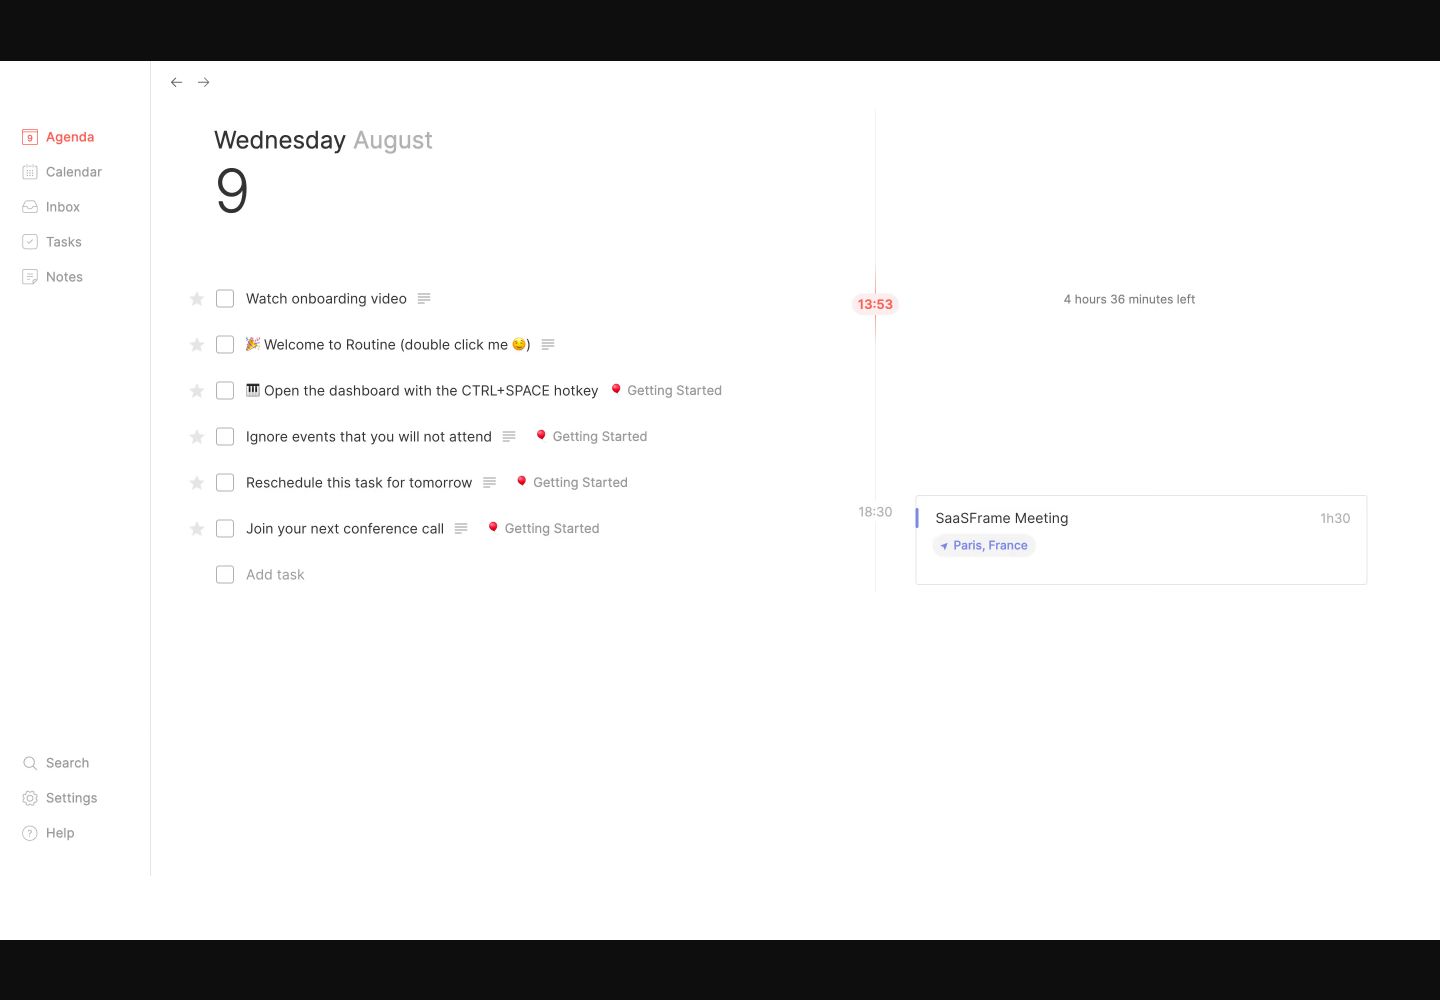 9 Agenda
Calendar
Inbox
Tasks
Notes
Search
Settings
? Help
Wednesday August
9
Watch onboarding video
🎉 Welcome to Routine (double click me 😊)
🎹 Open the dashboard with the CTRL+SPACE hotkey 🎈 Getting Started
Ignore events that you will not attend 🎈 Getting Started
Reschedule this task for tomorrow 🎈 Getting Started
Join your next conference call 🎈 Getting Started
Add task
13:53 4 hours 36 minutes left
18:30 SaaSFrame Meeting 1h30
Paris, France